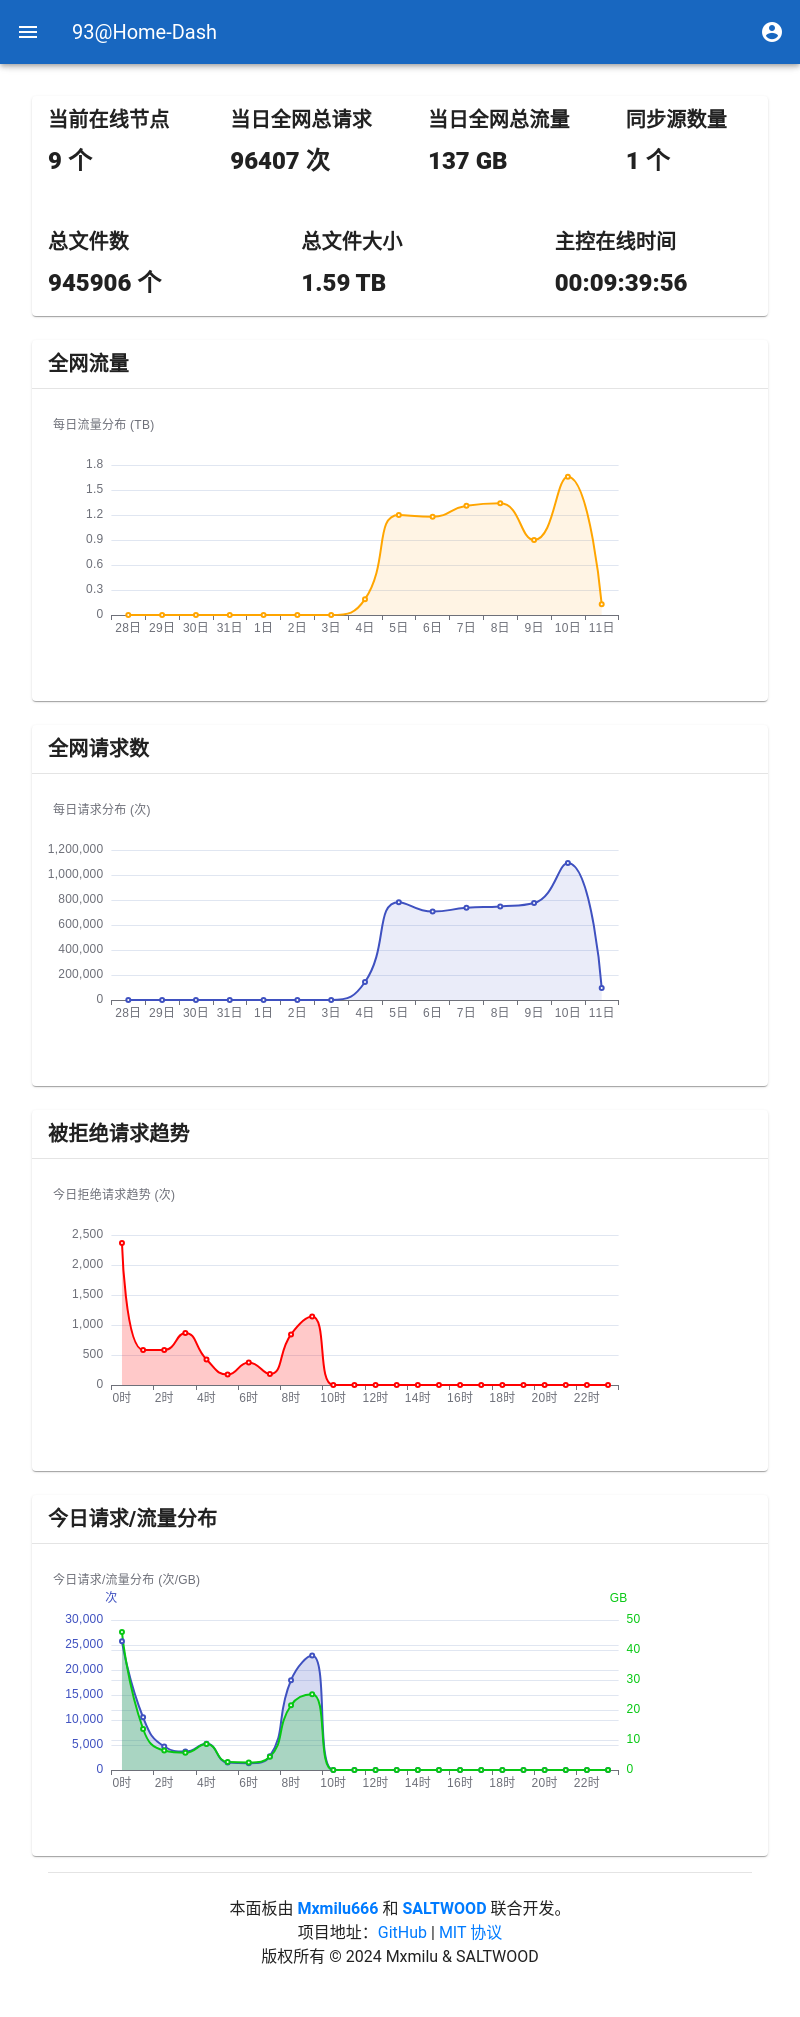 93@Home-Dash
当前在线节点 当日全网总请求 当日全网总流量 同步源数量
9 个 96407 次 137 GB 1 个
总文件数 总文件大小 主控在线时间
945906 个 1.59 TB 00:09:39:56
全网流量
每日流量分布 (TB)
1.8
1.5
1.2
0.9
0.6
0.3
0
28日 29日 30日 31日 1日 2日 3日 4日 5日 6日 7日 8日 9日 10日 11日
全网请求数
每日请求分布 (次)
1,200,000
1,000,000
800,000
600,000
400,000
200,000
0
28日 29日 30日 31日 1日 2日 3日 4日 5日 6日 7日 8日 9日 10日 11日
被拒绝请求趋势
今日拒绝请求趋势 (次)
2,500
2,000
1,500
1,000
500
0
0时 2时 4时 6时 8时 10时 12时 14时 16时 18时 20时 22时
今日请求/流量分布
今日请求/流量分布 (次/GB)
次 GB
30,000 50
25,000 40
20,000 30
15,000 20
10,000 10
5,000
0 0
0时 2时 4时 6时 8时 10时 12时 14时 16时 18时 20时 22时
本面板由 Mxmilu666 和 SALTWOOD 联合开发。
项目地址：GitHub | MIT 协议
版权所有 © 2024 Mxmilu & SALTWOOD